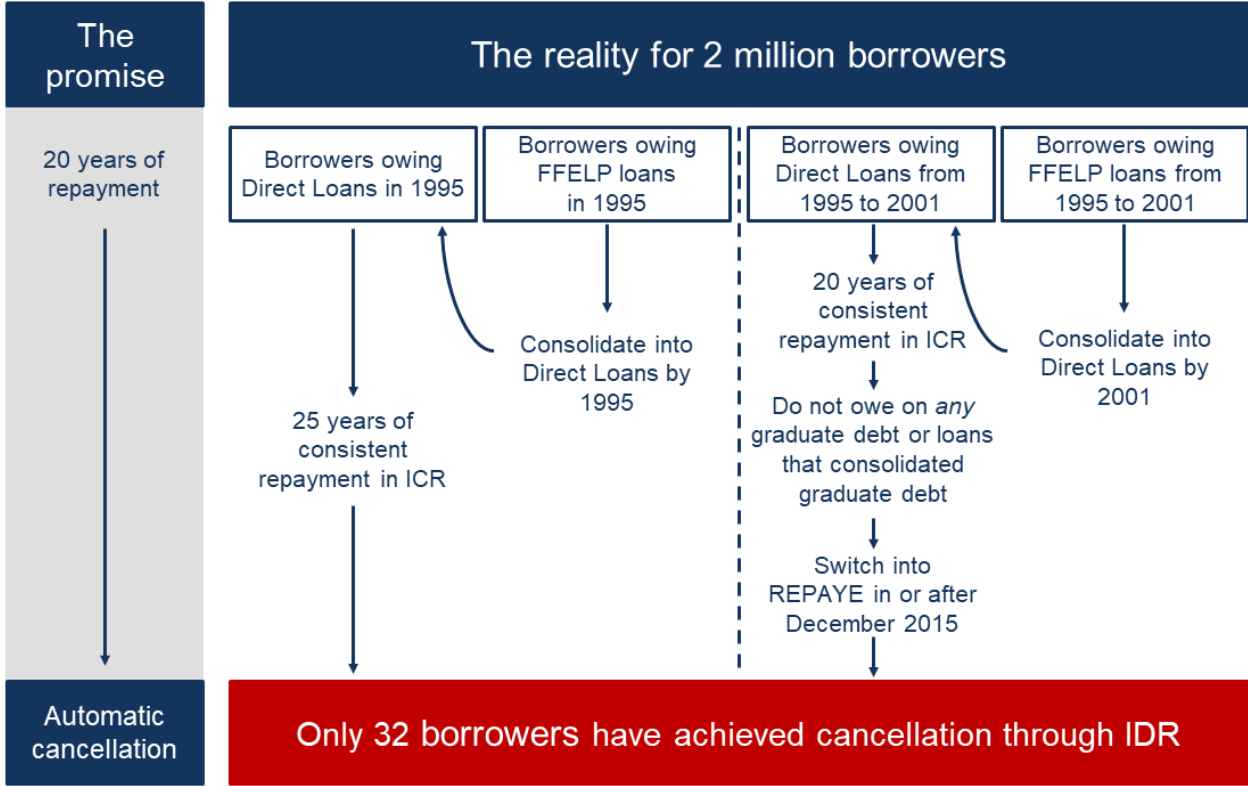 The
promise
20 years of
repayment
Automatic
cancellation
The reality for 2 million borrowers
Borrowers owing
Direct Loans in 1995
25 years of
consistent
repayment in ICR
Borrowers owing
FFELP loans
in 1995
Consolidate into
Direct Loans by
1995
Borrowers owing
Direct Loans from
1995 to 2001
20 years of
consistent
repayment in ICR
Do not owe on any
graduate debt or loans
that consolidated
graduate debt
Switch into
REPAYE in or after
December 2015
Borrowers owing
FFELP loans from
1995 to 2001
Consolidate into
Direct Loans by
2001
Only 32 borrowers have achieved cancellation through IDR